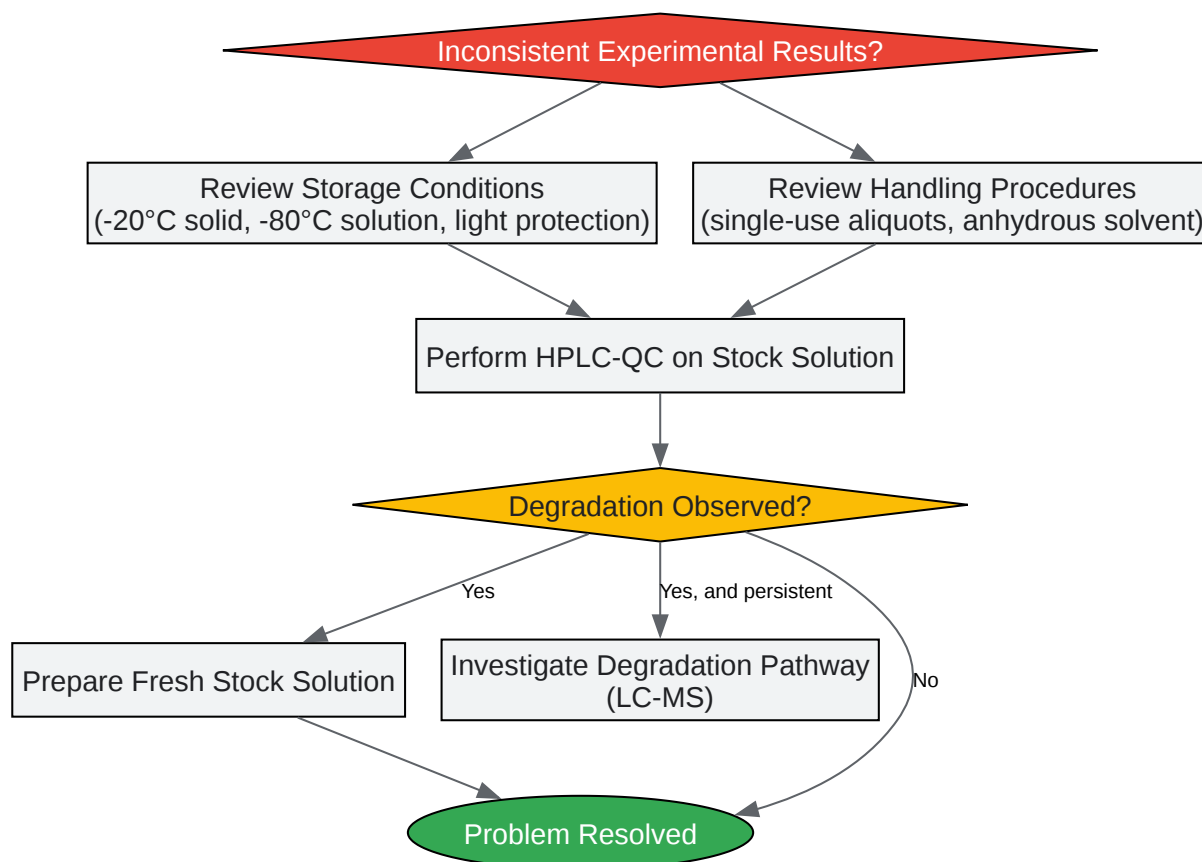 Inconsistent Experimental Results?
Review Storage Conditions
(-20°C solid, -80°C solution, light protection)
Review Handling Procedures
(single-use aliquots, anhydrous solvent)
Perform HPLC-QC on Stock Solution
Degradation Observed?
Yes
Yes, and persistent
Prepare Fresh Stock Solution
Investigate Degradation Pathway
(LC-MS)
No
Problem Resolved